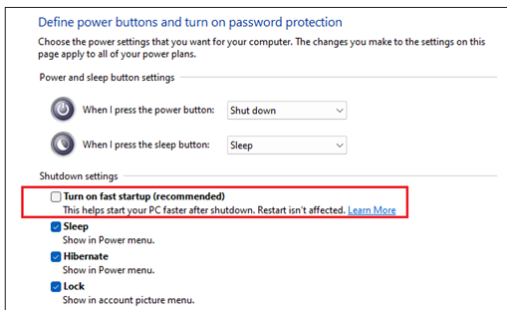 Define power buttons and turn on password protection
Choose the power settings that you want for your computer. The changes you make to the settings on this
page apply to all of your power plans.
Power and sleep button settings
When I press the power button: Shut down
When I press the sleep button: Sleep
Shutdown settings
Turn on fast startup (recommended)
This helps start your PC faster after shutdown. Restart isn't affected. Learn More
Sleep
Show in Power menu.
Hibernate
Show in Power menu.
Lock
Show in account picture menu.